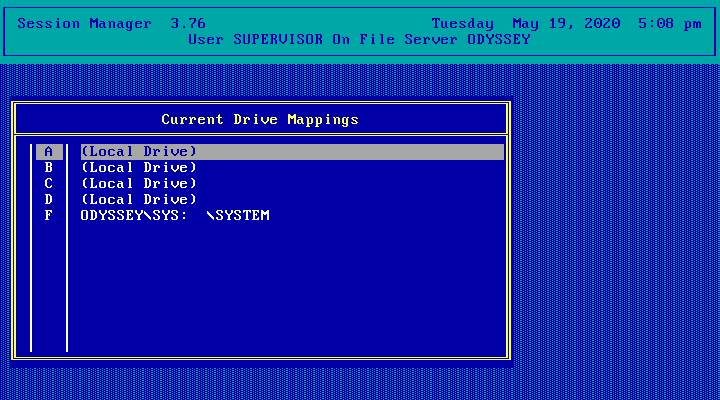 Session Manager  3.76    Tuesday  May 19, 2020  5:08 pm
User SUPERVISOR On File Server ODYSSEY
Current Drive Mappings
A  (Local Drive)
B  (Local Drive)
C  (Local Drive)
D  (Local Drive)
F  ODYSSEY\SYS:  \SYSTEM